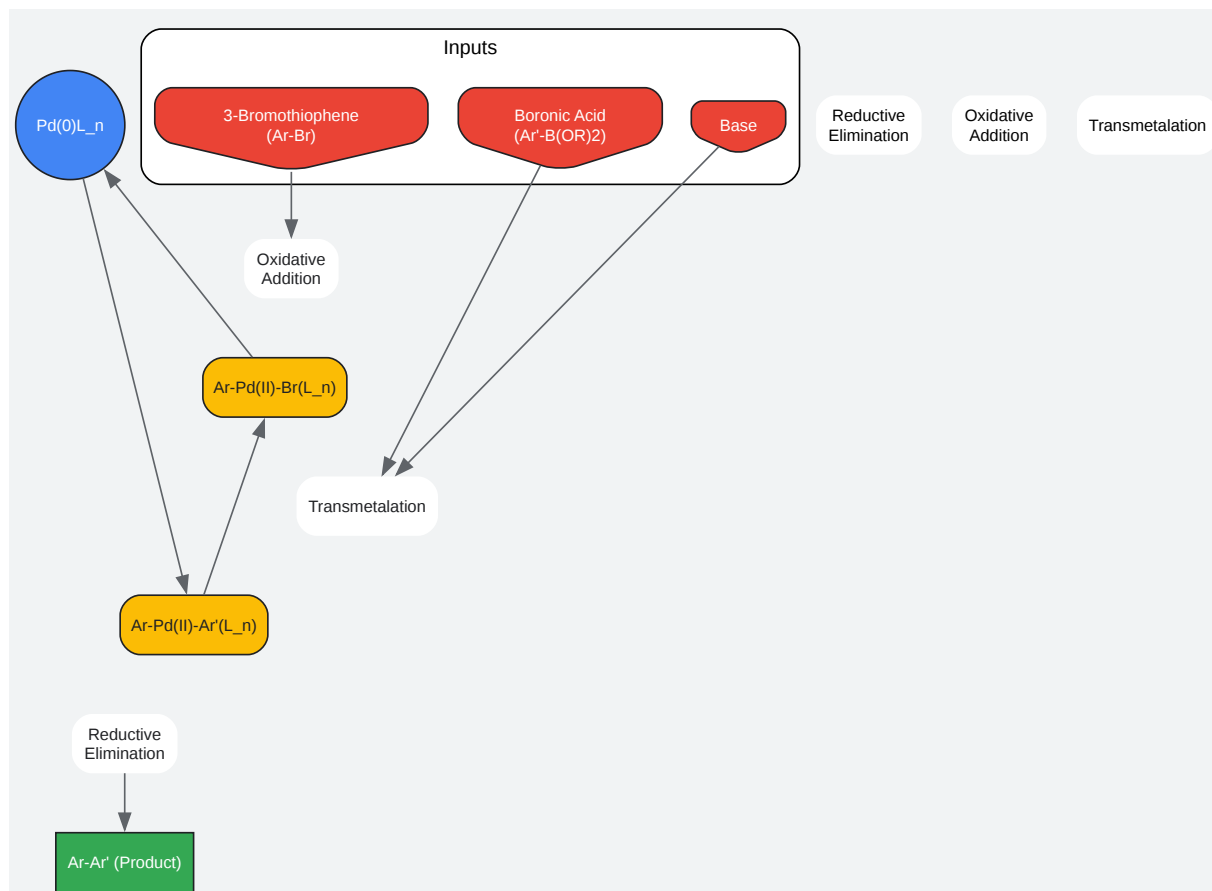 Inputs
Pd(0)L_n
3-Bromothiophene
(Ar-Br)
Boronic Acid
(Ar'-B(OR)2)
Base
Reductive
Elimination
Oxidative
Addition
Transmetalation
Oxidative
Addition
Ar-Pd(II)-Br(L_n)
Transmetalation
Ar-Pd(II)-Ar'(L_n)
Reductive
Elimination
Ar-Ar' (Product)